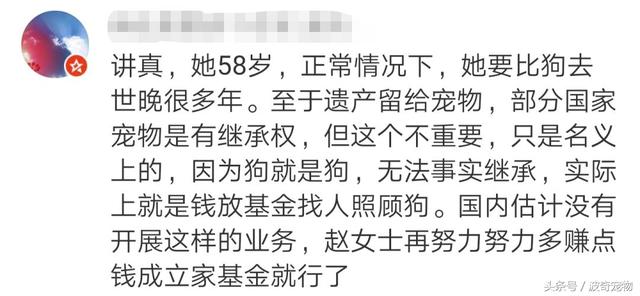 讲真，她58岁，正常情况下，她要比狗去
世晚很多年。至于遗产留给宠物，部分国家
宠物是有继承权，但这个不重要，只是名义
上的，因为狗就是狗，无法事实继承，实际
上就是钱放基金找人照顾狗。国内估计没有
开展这样的业务，赵女士再努力努力多赚点
钱成立家基金就行了
头条号/波奇宠物